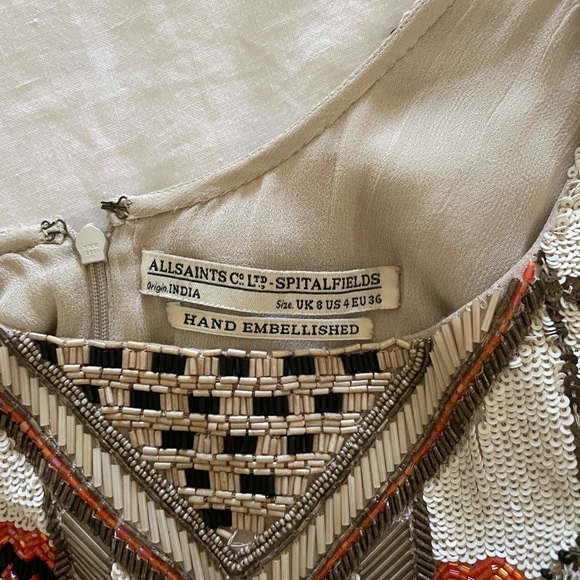 ALLSAINTS Co. LTD - SPITALFIELDS
Origin. INDIA Size. UK 8 US 4 EU 36
HAND EMBELLISHED